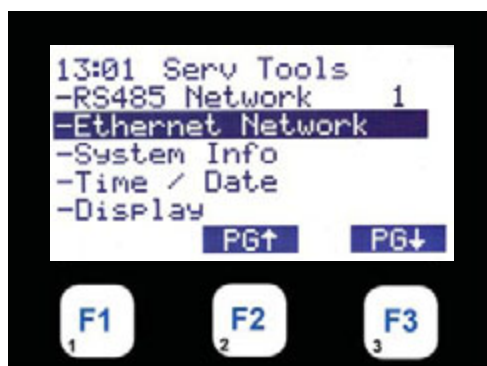 13:01 Serv Tools
-RS485 Network 1
-Ethernet Network
-System Info
-Time / Date
-Display
PG↑ PG↓
F1 F2 F3
1 2 3